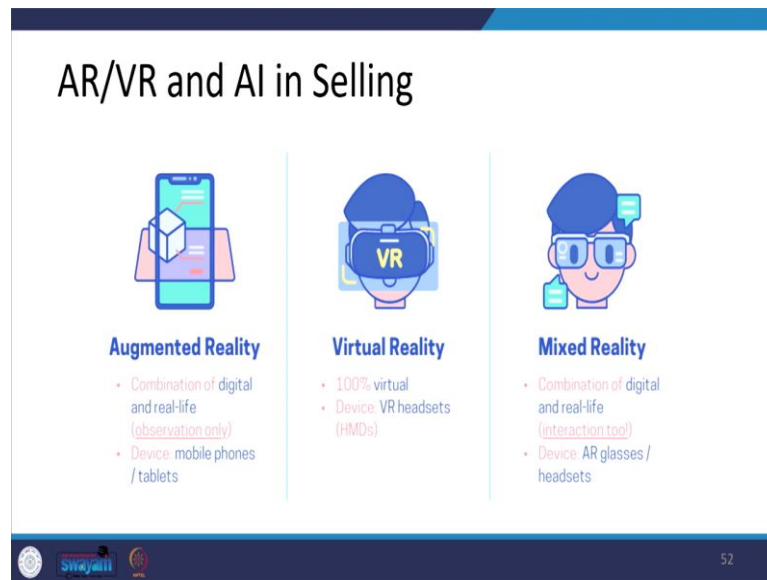 AR/VR and AI in Selling
VR
Augmented Reality
• Combination of digital
and real-life
(observation only)
• Device: mobile phones
/ tablets
Virtual Reality
• 100% virtual
• Device: VR headsets
(HMDs)
Mixed Reality
• Combination of digital
and real-life
(interaction too!)
• Device: AR glasses /
headsets
swayam
52